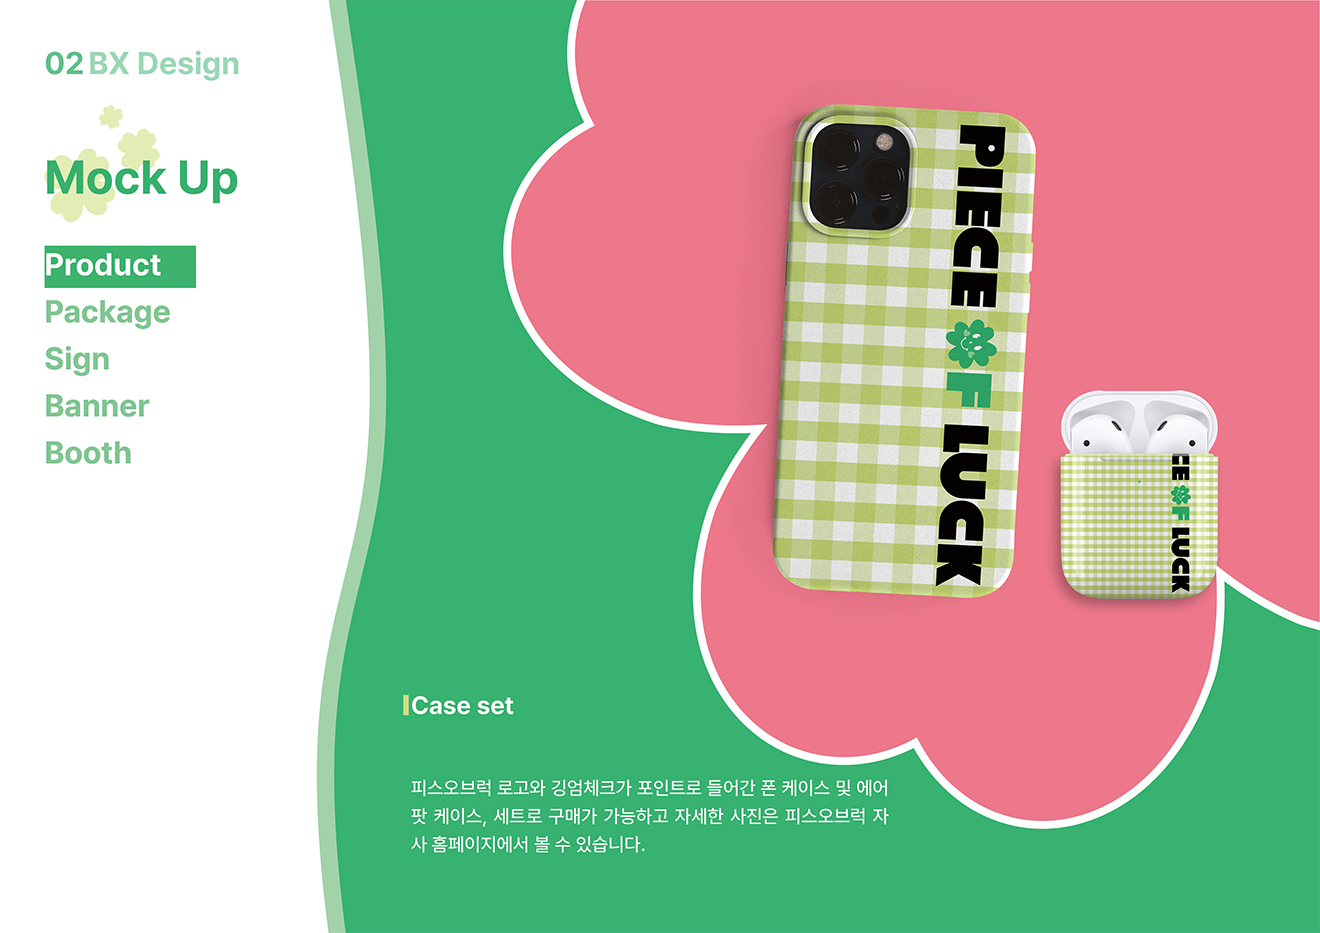 02 BX Design
Mock Up
Product
Package
Sign
Banner
Booth
PIECE OF LUCK
CE OF LUCK
Case set
피스오브럭 로고와 깅엄체크가 포인트로 들어간 폰 케이스 및 에어
팟 케이스, 세트로 구매가 가능하고 자세한 사진은 피스오브럭 자
사 홈페이지에서 볼 수 있습니다.